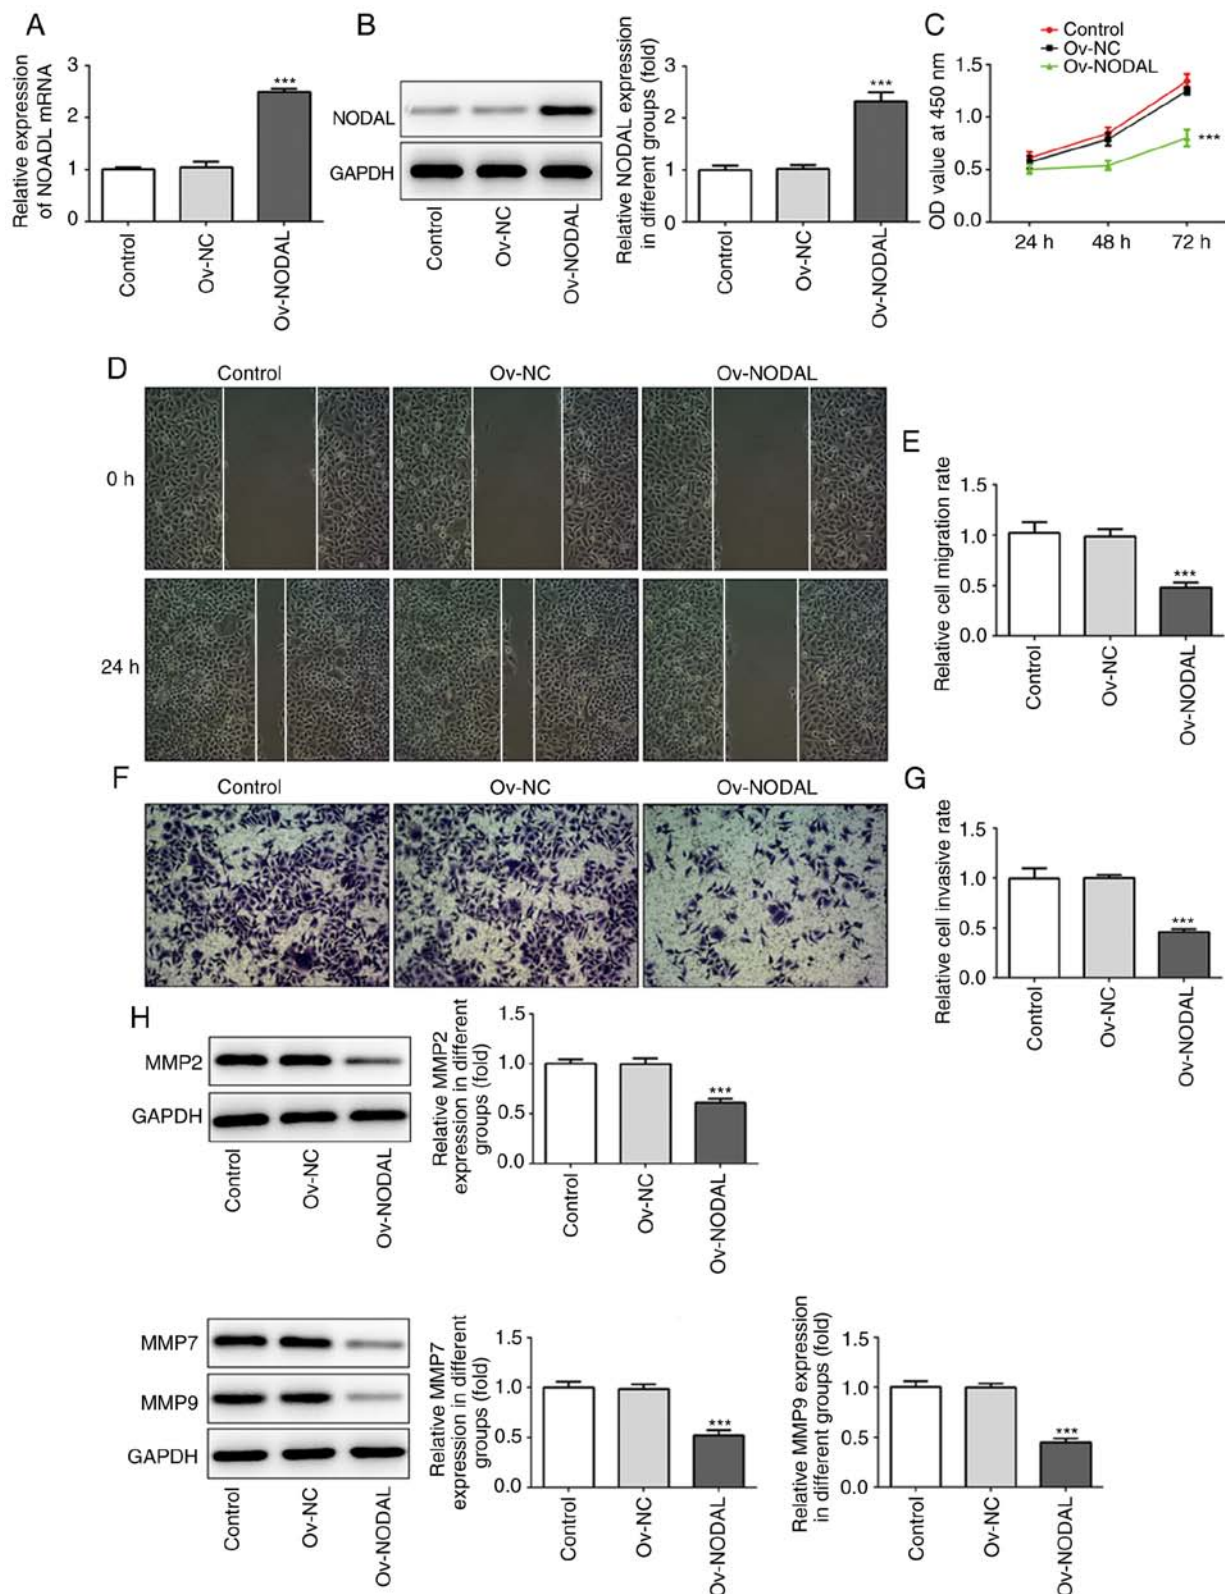 A
Relative expression
of NOADL mRNA
3
2
1
0
***
Control
Ov-NC
Ov-NODAL
B
NODAL
GAPDH
Control
Ov-NC
Ov-NODAL
Relative NODAL expression
in different groups (fold)
3
2
1
0
***
Control
Ov-NC
Ov-NODAL
C
Control
Ov-NC
Ov-NODAL
OD value at 450 nm
1.5
1.0
0.5
0.0
***
24 h
48 h
72 h
D
Control
Ov-NC
Ov-NODAL
0 h
24 h
E
Relative cell migration rate
1.5
1.0
0.5
0.0
***
Control
Ov-NC
Ov-NODAL
F
Control
Ov-NC
Ov-NODAL
G
Relative cell invasive rate
1.5
1.0
0.5
0.0
***
Control
Ov-NC
Ov-NODAL
H
MMP2
GAPDH
Control
Ov-NC
Ov-NODAL
Relative MMP2
expression in different
groups (fold)
1.5
1.0
0.5
0.0
***
Control
Ov-NC
Ov-NODAL
MMP7
MMP9
GAPDH
Control
Ov-NC
Ov-NODAL
Relative MMP7
expression in different
groups (fold)
1.5
1.0
0.5
0.0
***
Control
Ov-NC
Ov-NODAL
Relative MMP9 expression
in different groups (fold)
1.5
1.0
0.5
0.0
***
Control
Ov-NC
Ov-NODAL